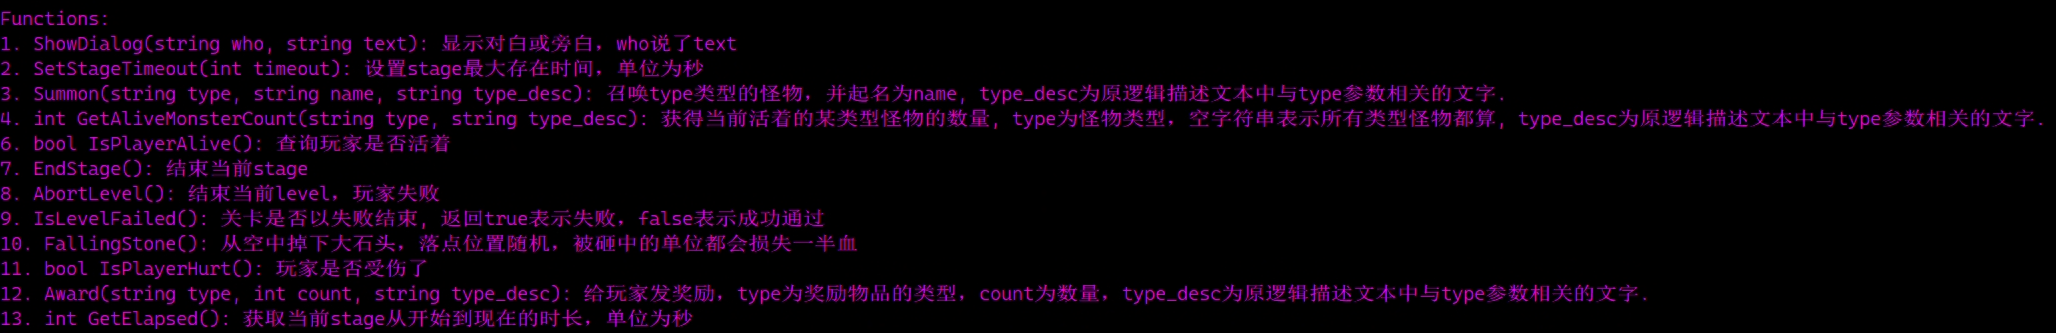 Functions:
1. ShowDialog(string who, string text): 显示对白或旁白，who说了text
2. SetStageTimeout(int timeout): 设置stage最大存在时间，单位为秒
3. Summon(string type, string name, string type_desc): 召唤type类型的怪物，并起名为name, type_desc为原逻辑描述文本中与type参数相关的文字.
4. int GetAliveMonsterCount(string type, string type_desc): 获得当前活着的某类型怪物的数量, type为怪物类型，空字符串表示所有类型怪物都算, type_desc为原逻辑描述文本中与type参数相关的文字.
6. bool IsPlayerAlive(): 查询玩家是否活着
7. EndStage(): 结束当前stage
8. AbortLevel(): 结束当前level，玩家失败
9. IsLevelFailed(): 关卡是否以失败结束, 返回true表示失败，false表示成功通过
10. FallingStone(): 从空中掉下大石头，落点位置随机，被砸中的单位都会损失一半血
11. bool IsPlayerHurt(): 玩家是否受伤了
12. Award(string type, int count, string type_desc): 给玩家发奖励，type为奖励物品的类型，count为数量，type_desc为原逻辑描述文本中与type参数相关的文字.
13. int GetElapsed(): 获取当前stage从开始到现在的时长，单位为秒